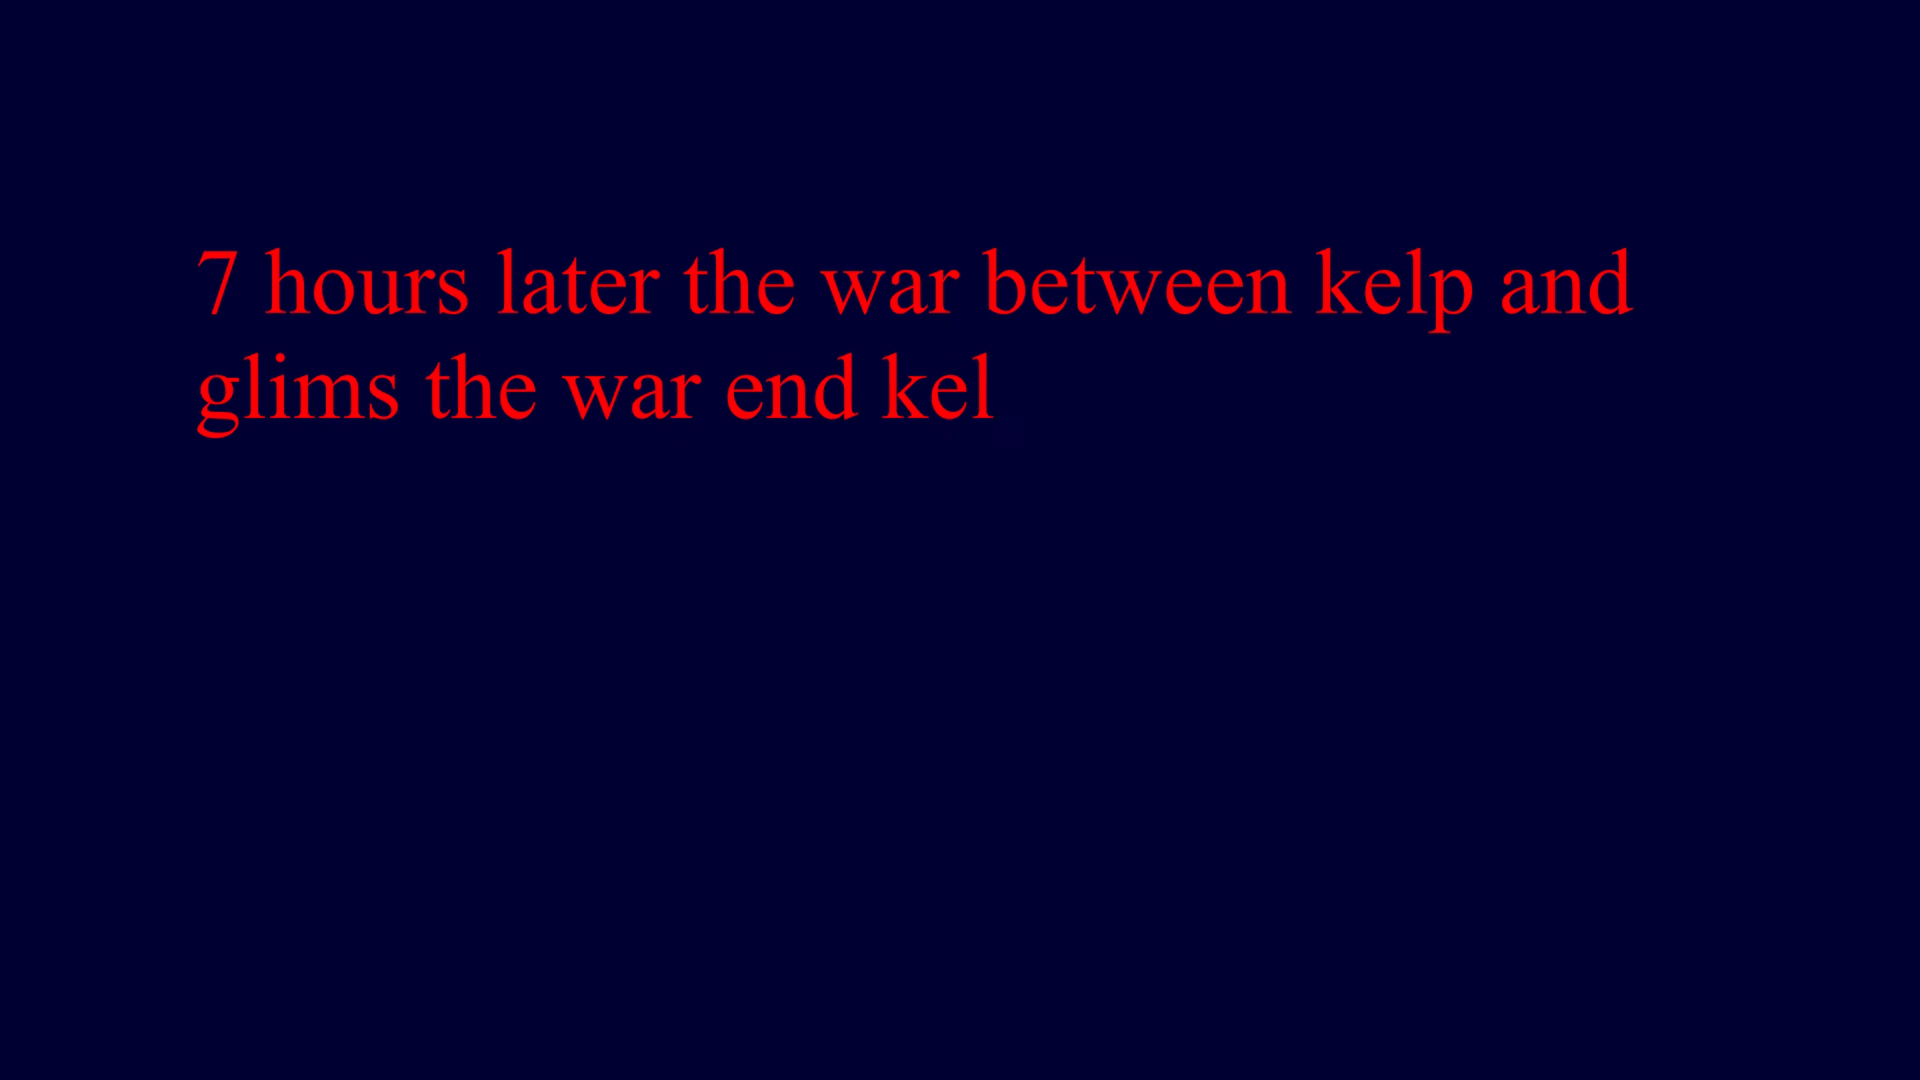 7 hours later the war between kelp and
glims the war end kel